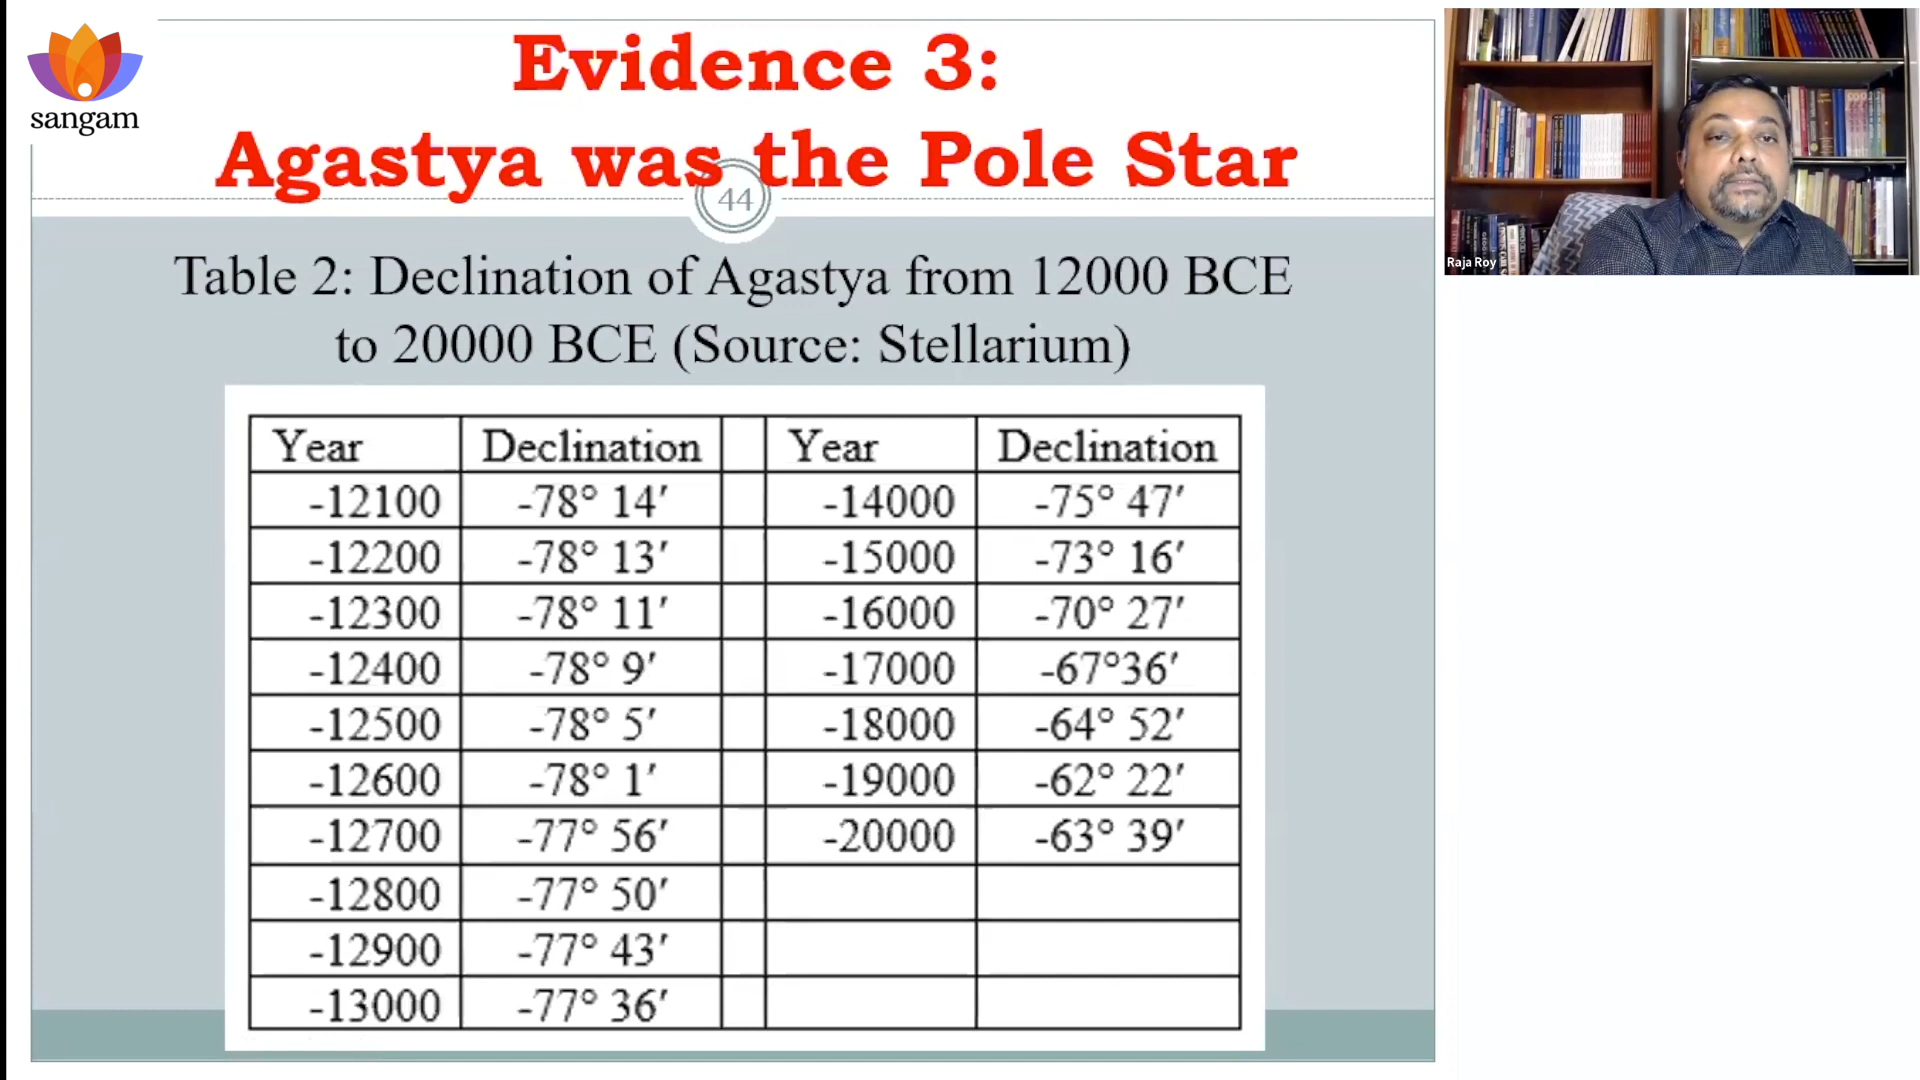 sangam
Evidence 3:
Agastya was the Pole Star
44
Table 2: Declination of Agastya from 12000 BCE
to 20000 BCE (Source: Stellarium)
Year Declination Year Declination
-12100 -78° 14′ -14000 -75° 47′
-12200 -78° 13′ -15000 -73° 16′
-12300 -78° 11′ -16000 -70° 27′
-12400 -78° 9′ -17000 -67°36′
-12500 -78° 5′ -18000 -64° 52′
-12600 -78° 1′ -19000 -62° 22′
-12700 -77° 56′ -20000 -63° 39′
-12800 -77° 50′
-12900 -77° 43′
-13000 -77° 36′
Raja Roy